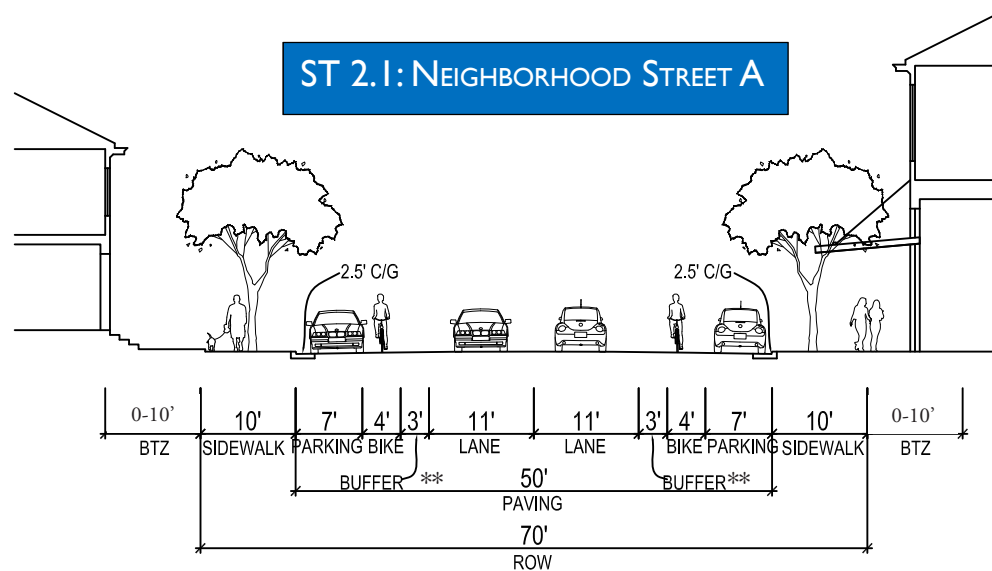 ST 2.1: NEIGHBORHOOD STREET A
2.5' C/G 2.5' C/G
0-10’ 10' 7' 4' 3' 11' 11' 3' 4' 7' 10' 0-10’
BTZ SIDEWALK PARKING BIKE LANE LANE BIKE PARKING SIDEWALK BTZ
BUFFER ** 50' BUFFER**
PAVING
70'
ROW